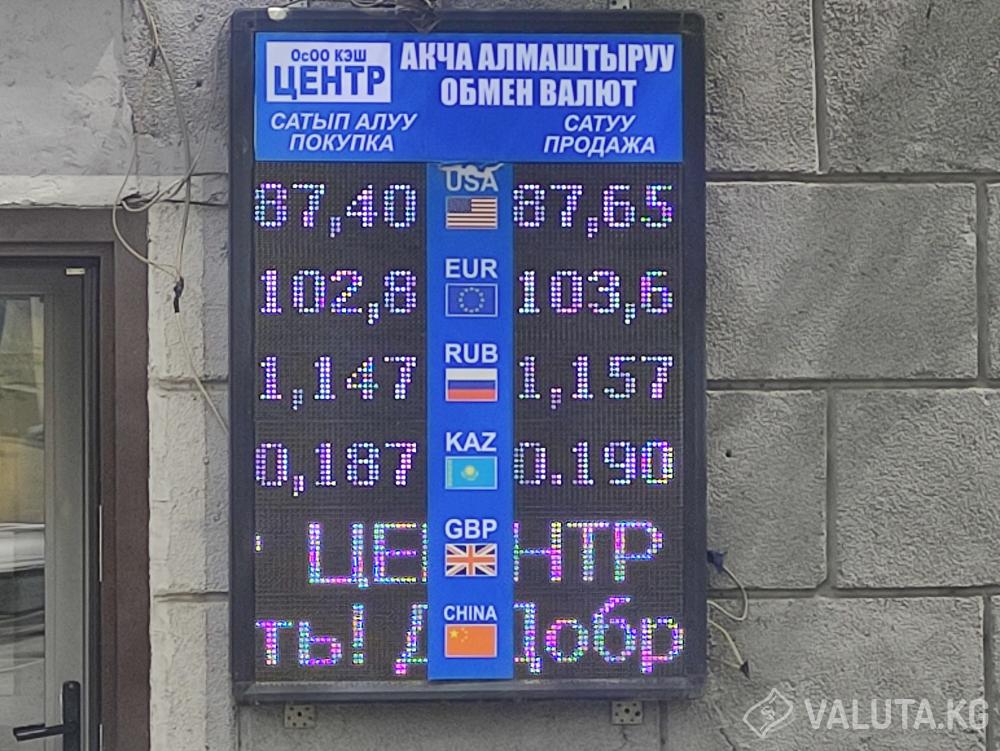 ОсОО КЭШ
ЦЕНТР
АКЧА АЛМАШТЫРУУ
ОБМЕН ВАЛЮТ
САТЫП АЛУУ
ПОКУПКА
САТУУ
ПРОДАЖА
87,40 USA 87,65
102,8 EUR 103,6
1,147 RUB 1,157
0,187 KAZ 0.190
GBP
ЦЕНТР
CHINA
ть! Добр
VALUTA.KG